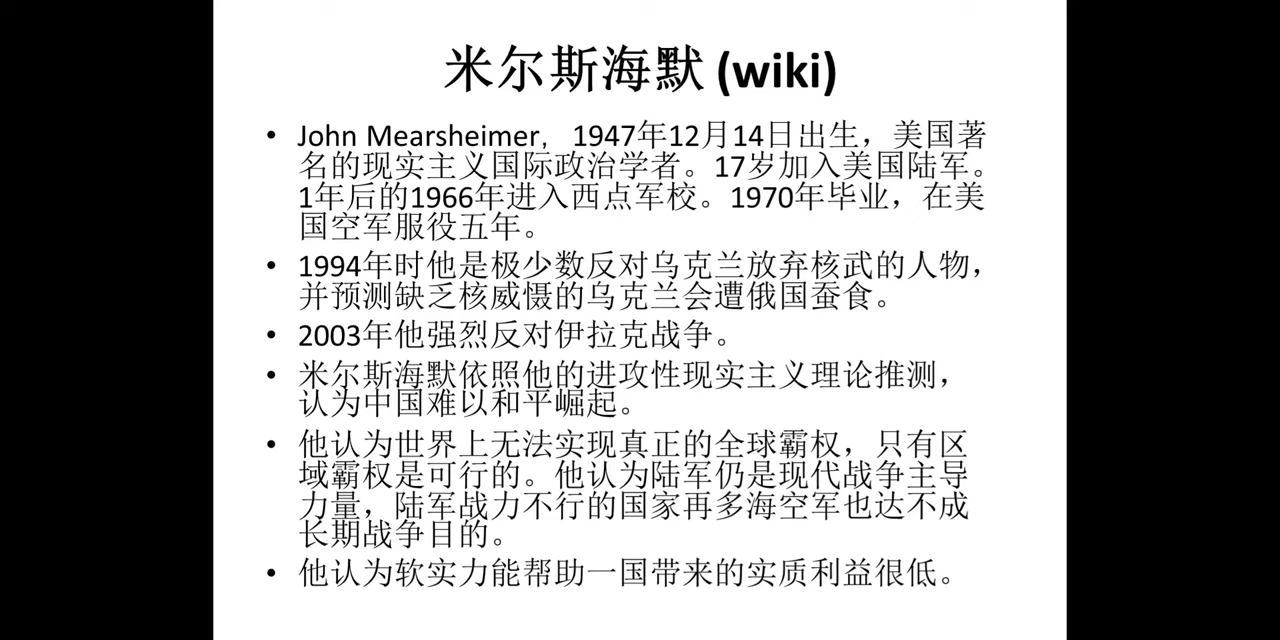 米尔斯海默 (wiki)
• John Mearsheimer，1947年12月14日出生，美国著
名的现实主义国际政治学者。17岁加入美国陆军。
1年后的1966年进入西点军校。1970年毕业，在美
国空军服役五年。
• 1994年时他是极少数反对乌克兰放弃核武的人物，
并预测缺乏核威慑的乌克兰会遭俄国蚕食。
• 2003年他强烈反对伊拉克战争。
• 米尔斯海默依照他的进攻性现实主义理论推测，
认为中国难以和平崛起。
• 他认为世界上无法实现真正的全球霸权，只有区
域霸权是可行的。他认为陆军仍是现代战争主导
力量，陆军战力不行的国家再多海空军也达不成
长期战争目的。
• 他认为软实力能帮助一国带来的实质利益很低。